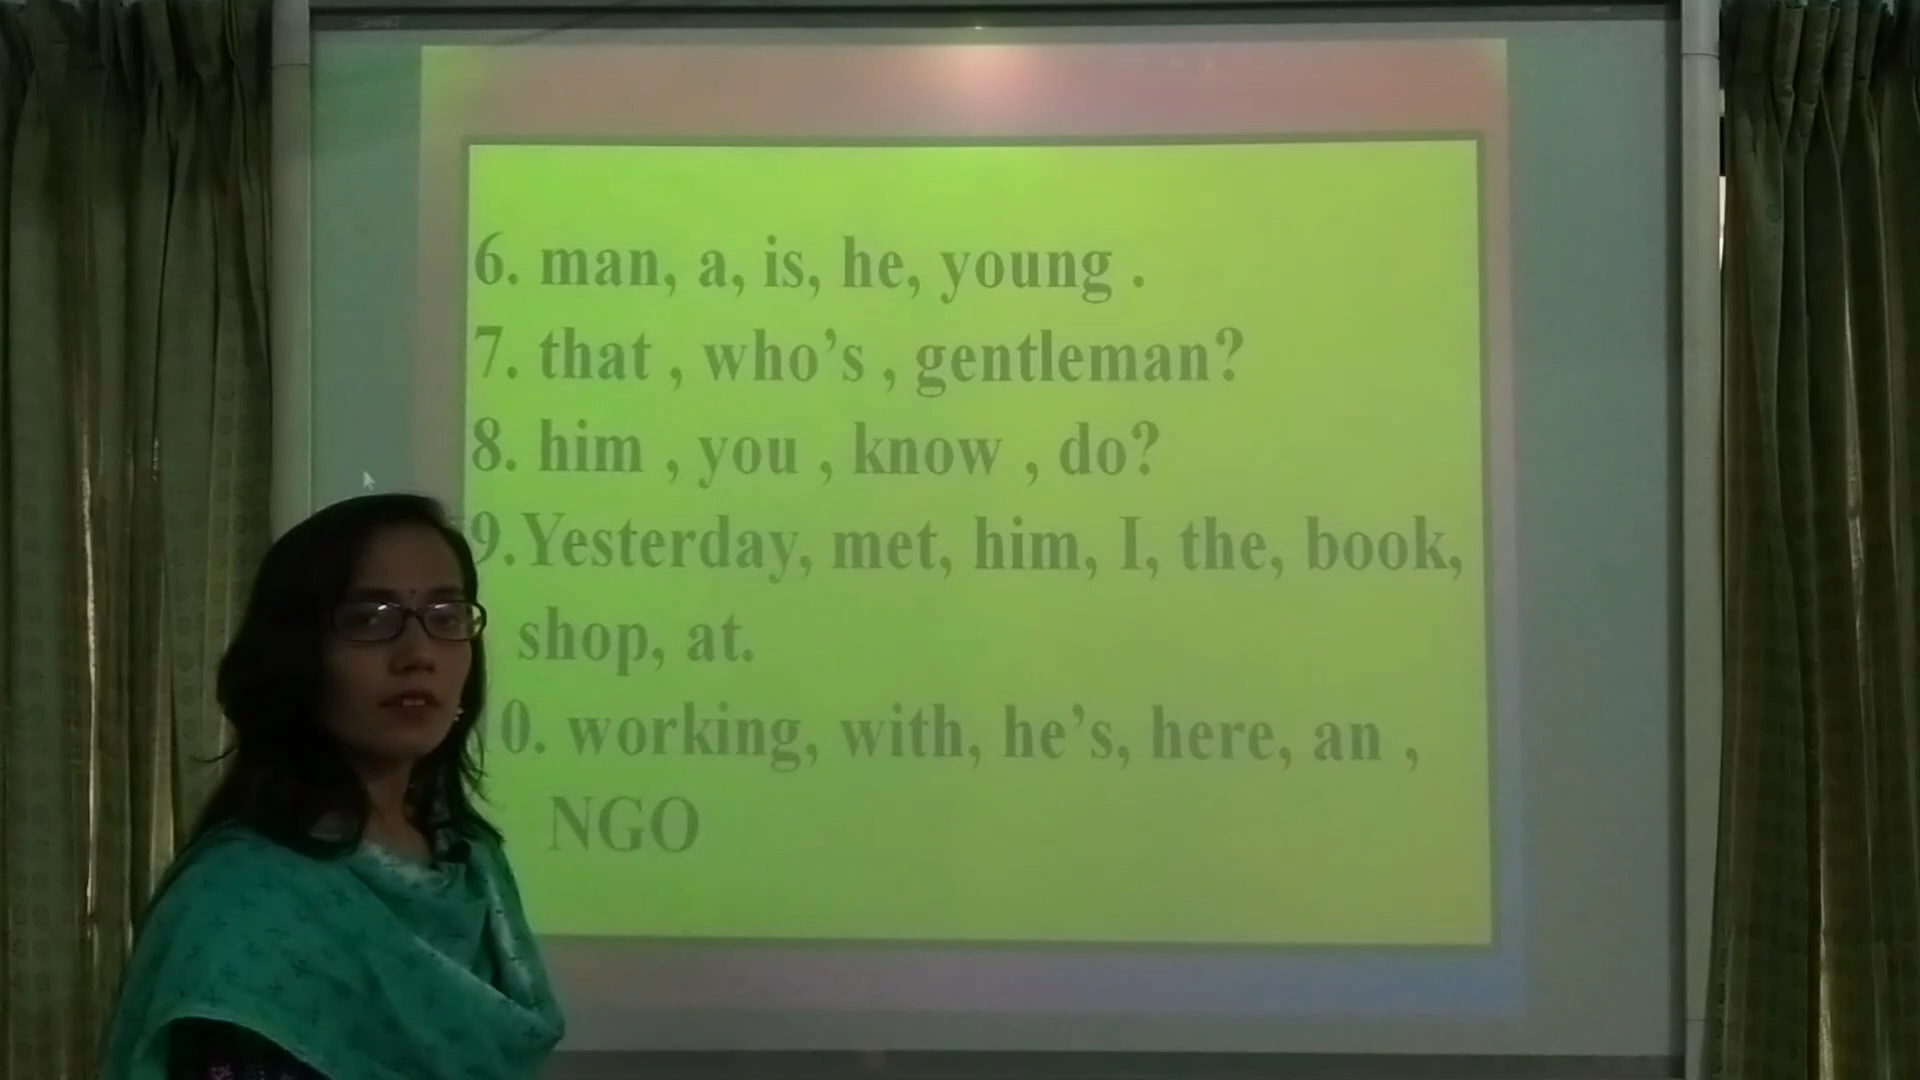 6. man, a, is, he, young .
7. that , who’s , gentleman?
8. him , you , know , do?
9.Yesterday, met, him, I, the, book,
shop, at.
10. working, with, he’s, here, an ,
NGO